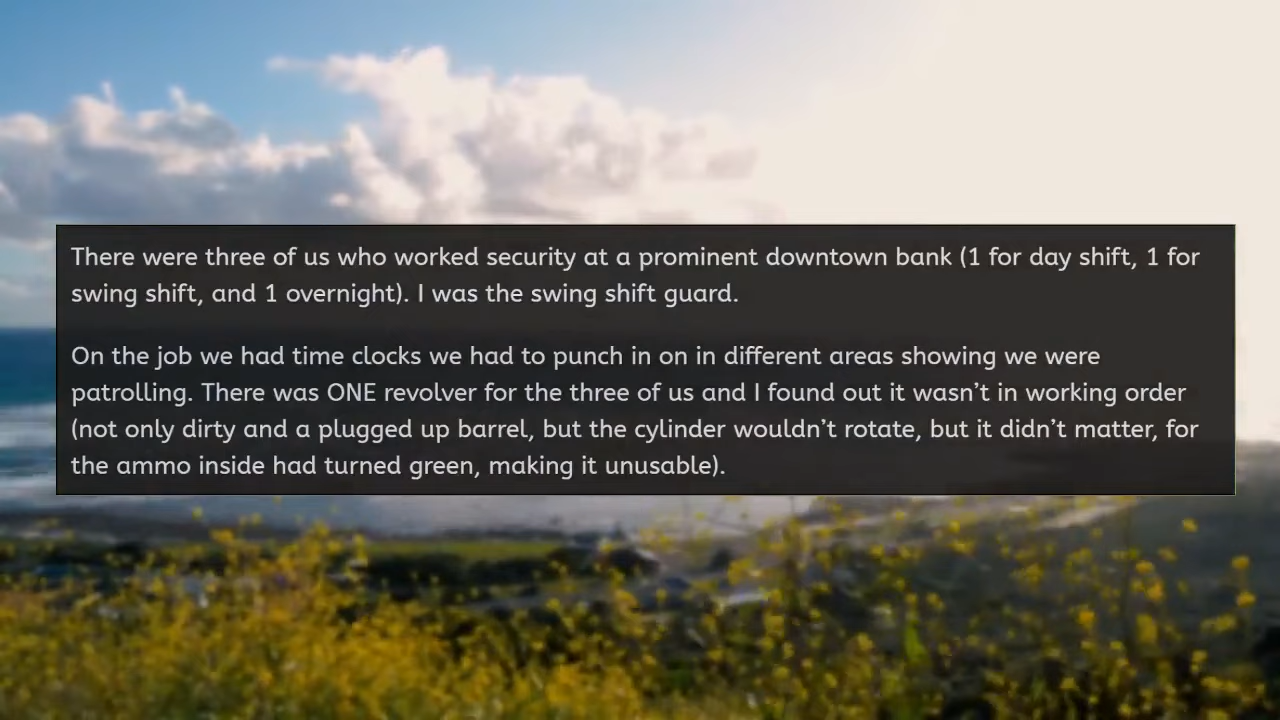 There were three of us who worked security at a prominent downtown bank (1 for day shift, 1 for
swing shift, and 1 overnight). I was the swing shift guard.
On the job we had time clocks we had to punch in on in different areas showing we were
patrolling. There was ONE revolver for the three of us and I found out it wasn’t in working order
(not only dirty and a plugged up barrel, but the cylinder wouldn’t rotate, but it didn’t matter, for
the ammo inside had turned green, making it unusable).